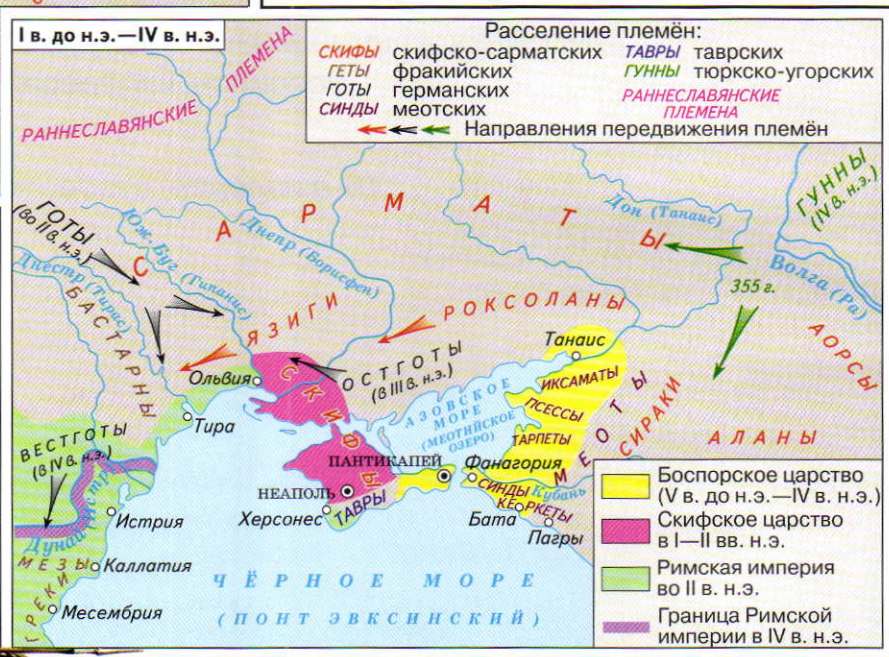 I в. до н.э.—IV в. н.э.
Расселение племён:
СКИФЫ скифско-сарматских
ГЕТЫ фракийских
ГОТЫ германских
СИНДЫ меотских
ТАВРЫ таврских
ГУННЫ тюркско-угорских
РАННЕСЛАВЯНСКИЕ
ПЛЕМЕНА
Направления передвижения племён
РАННЕСЛАВЯНСКИЕ
ПЛЕМЕНА
ГОТЫ
(во II в. н.э.)
САРМАТЫ
Дон (Танаис)
ГУННЫ
(IV в. н.э.)
Волга (Ра)
355 г.
Юж. Буг (Гипанис)
Днепр (Борисфен)
Днестр (Тирас)
БАСТАРНЫ
ЯЗИГИ
РОКСОЛАНЫ
АОРСЫ
Танаис
ОСТГОТЫ
(в III в. н.э.)
Ольвия
СКИФЫ
ИКСАМАТЫ
АЗОВСКОЕ
МОРЕ
(МЕОТИЙСКОЕ
ОЗЕРО)
ПСЕССЫ
ТАРПЕТЫ
МЕОТЫ
СИРАКИ
АЛАНЫ
Тира
ВЕСТГОТЫ
(в IV в. н.э.)
ПАНТИКАПЕЙ
Фанагория
НЕАПОЛЬ
СИНДЫ
Кубань
КЕРКЕТЫ
Херсонес
ТАВРЫ
Бата
Пагры
Дунай (Истр)
Истрия
МЕЗЫ
Каллатия
ГРЕКИ
Месембрия
ЧЁРНОЕ МОРЕ
(ПОНТ ЭВКСИНСКИЙ)
Боспорское царство
(V в. до н.э.—IV в. н.э.)
Скифское царство
в I—II вв. н.э.
Римская империя
во II в. н.э.
Граница Римской
империи в IV в. н.э.